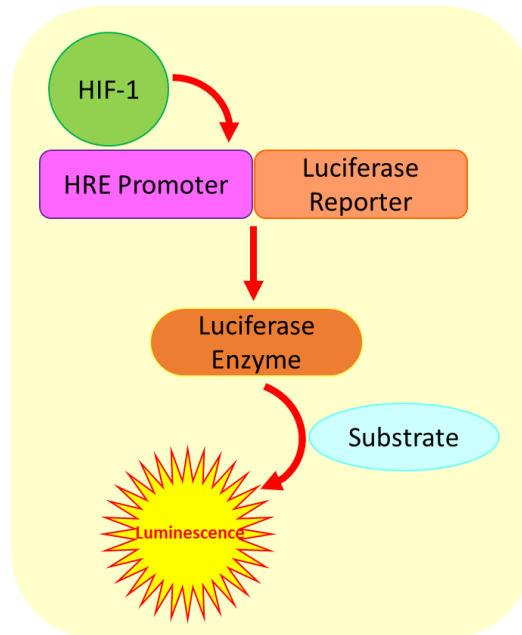 HIF-1
HRE Promoter
Luciferase
Reporter
Luciferase
Enzyme
Substrate
Luminescence